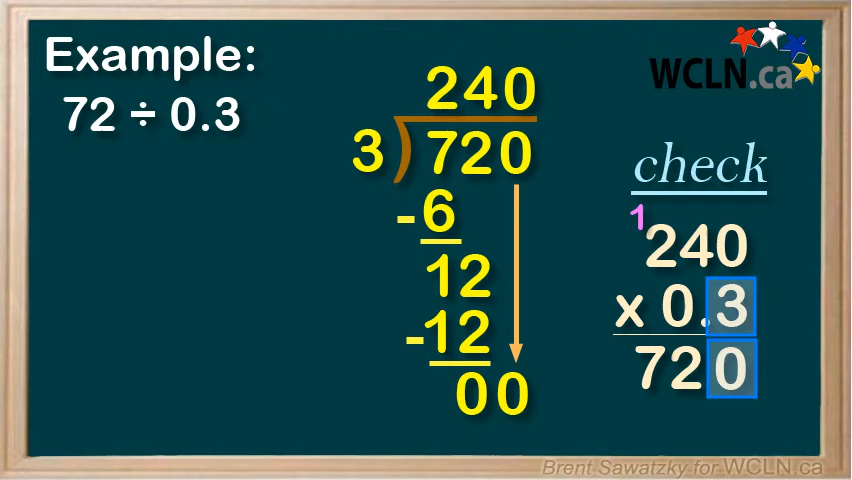 Example:
72 ÷ 0.3
240
3)720
-6
12
-12
00
WCLN.ca
check
1
240
x 0.3
720
Brent Sawatzky for WCLN.ca